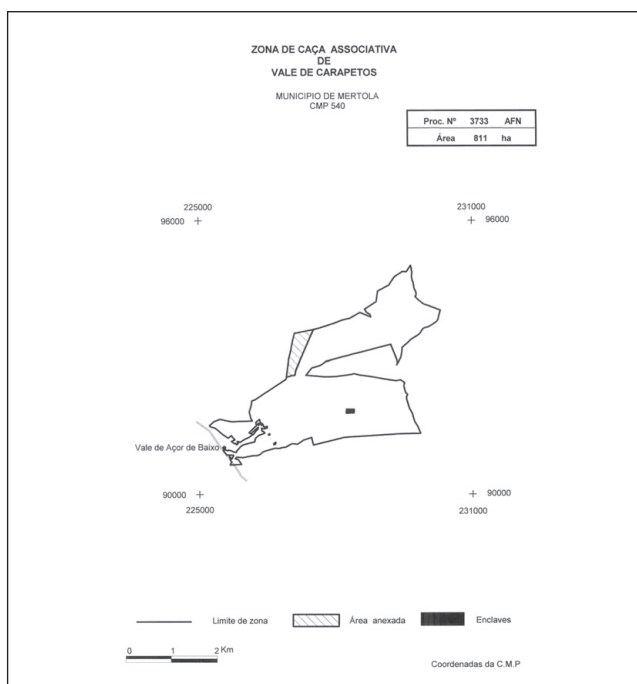 ZONA DE CAÇA ASSOCIATIVA
DE
VALE DE CARAPETOS
MUNICIPIO DE MERTOLA
CMP 540
Proc. Nº 3733 AFN
Área 811 ha
225000
96000
231000
96000
Vale de Açor de Baixo
90000
225000
90000
231000
Limite de zona
Área anexada
Enclaves
0 1 2 Km
Coordenadas da C.M.P